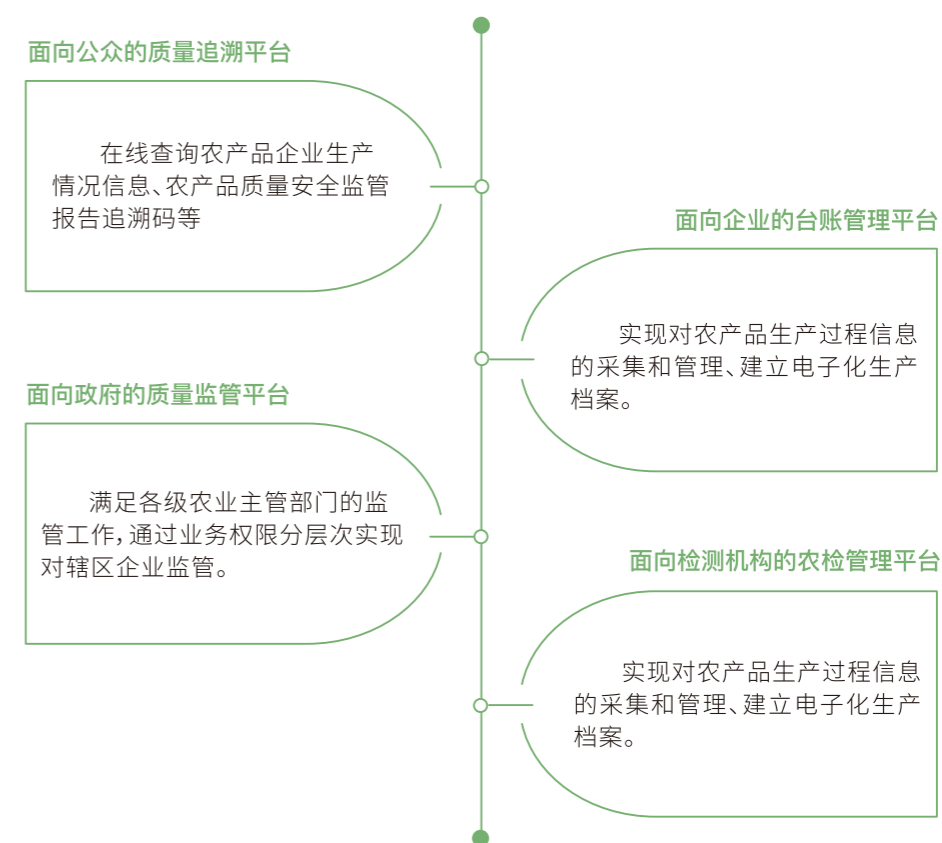 面向公众的质量追溯平台
在线查询农产品企业生产
情况信息、农产品质量安全监管
报告追溯码等
面向企业的台账管理平台
实现对农产品生产过程信息
的采集和管理、建立电子化生产
档案。
面向政府的质量监管平台
满足各级农业主管部门的监
管工作，通过业务权限分层次实现
对辖区企业监管。
面向检测机构的农检管理平台
实现对农产品生产过程信息
的采集和管理、建立电子化生产
档案。